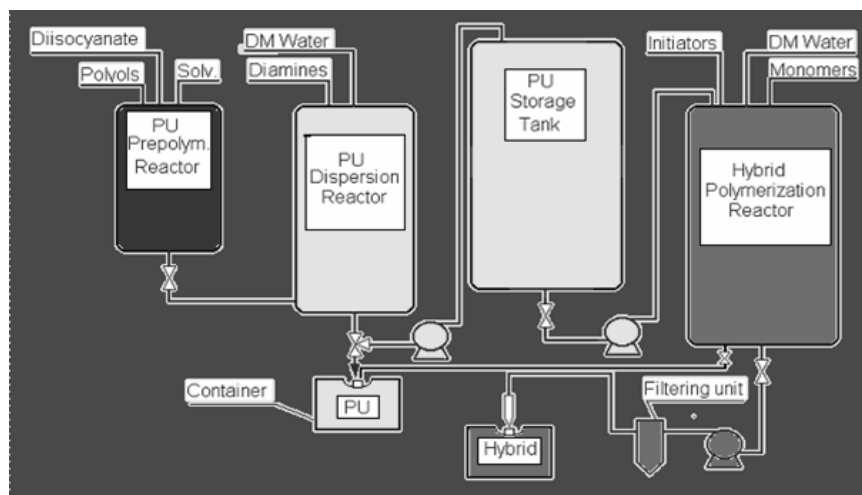 Diisocyanate
Polyols
Solv.
DM Water
Diamines
Initiators
DM Water
Monomers
PU
Prepolym.
Reactor
PU
Dispersion
Reactor
PU
Storage
Tank
Hybrid
Polymerization
Reactor
Container
PU
Hybrid
Filtering unit